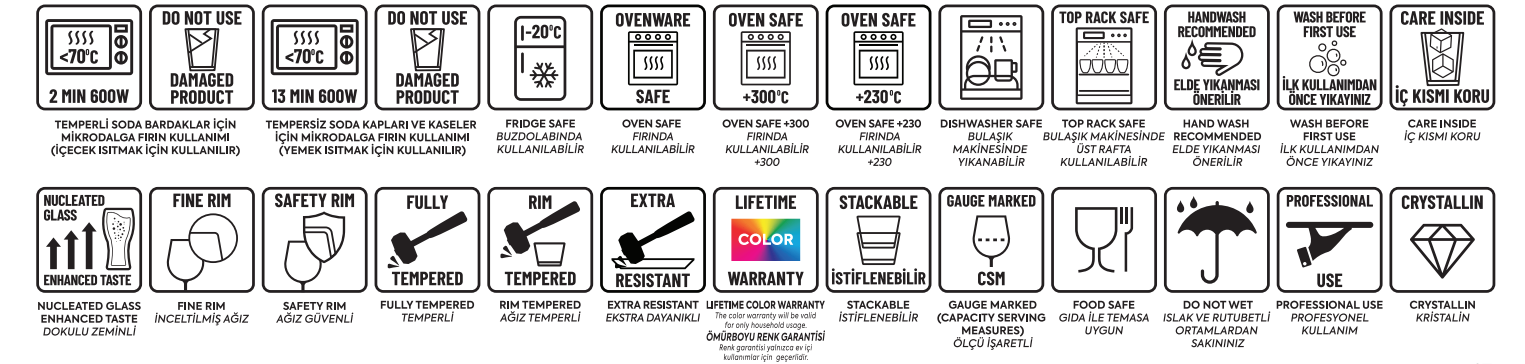 <70°C
2 MIN 600W
TEMPERLİ SODA BARDAKLAR İÇİN
MİKRODALGA FIRIN KULLANIMI
(İÇECEK ISITMAK İÇİN KULLANILIR)
DO NOT USE
DAMAGED
PRODUCT
<70°C
13 MIN 600W
TEMPERSİZ SODA KAPLARI VE KASELER
İÇİN MİKRODALGA FIRIN KULLANIMI
(YEMEK ISITMAK İÇİN KULLANILIR)
DO NOT USE
DAMAGED
PRODUCT
-20°C
FRIDGE SAFE
BUZDOLABINDA
KULLANILABİLİR
OVENWARE
SAFE
OVEN SAFE
FIRINDA
KULLANILABİLİR
OVEN SAFE
+300°C
OVEN SAFE +300
FIRINDA
KULLANILABİLİR
+300
OVEN SAFE
+230°C
OVEN SAFE +230
FIRINDA
KULLANILABİLİR
+230
DISHWASHER SAFE
BULAŞIK
MAKİNESİNDE
YIKANABİLİR
TOP RACK SAFE
TOP RACK SAFE
BULAŞIK MAKİNESİNDE
ÜST RAFTA
KULLANILABİLİR
HANDWASH
RECOMMENDED
ELDE YIKANMASI
ÖNERİLİR
HAND WASH
RECOMMENDED
ELDE YIKANMASI
ÖNERİLİR
WASH BEFORE
FIRST USE
İLK KULLANIMDAN
ÖNCE YIKAYINIZ
WASH BEFORE
FIRST USE
İLK KULLANIMDAN
ÖNCE YIKAYINIZ
CARE INSIDE
İÇ KISMI KORU
CARE INSIDE
İÇ KISMI KORU
NUCLEATED
GLASS
ENHANCED TASTE
NUCLEATED GLASS
ENHANCED TASTE
DOKULU ZEMİNLİ
FINE RIM
FINE RIM
İNCELTİLMİŞ AĞIZ
SAFETY RIM
SAFETY RIM
AĞIZ GÜVENLİ
FULLY
TEMPERED
FULLY TEMPERED
TEMPERLİ
RIM
TEMPERED
RIM TEMPERED
AĞIZ TEMPERLİ
EXTRA
RESISTANT
EXTRA RESISTANT
EKSTRA DAYANIKLI
LIFETIME
COLOR
WARRANTY
LIFETIME COLOR WARRANTY
The color warranty will be valid
for only household usage.
ÖMÜRBOYU RENK GARANTİSİ
Renk garantisi yalnızca ev içi
kullanımlar için geçerlidir.
STACKABLE
İSTİFLENEBİLİR
STACKABLE
İSTİFLENEBİLİR
GAUGE MARKED
CSM
GAUGE MARKED
(CAPACITY SERVING
MEASURES)
ÖLÇÜ İŞARETLİ
FOOD SAFE
GIDA İLE TEMASA
UYGUN
DO NOT WET
ISLAK VE RUTUBETLİ
ORTAMLARDAN
SAKININIZ
PROFESSIONAL
USE
PROFESSIONAL USE
PROFESYONEL
KULLANIM
CRYSTALLIN
CRYSTALLIN
KRİSTALİN